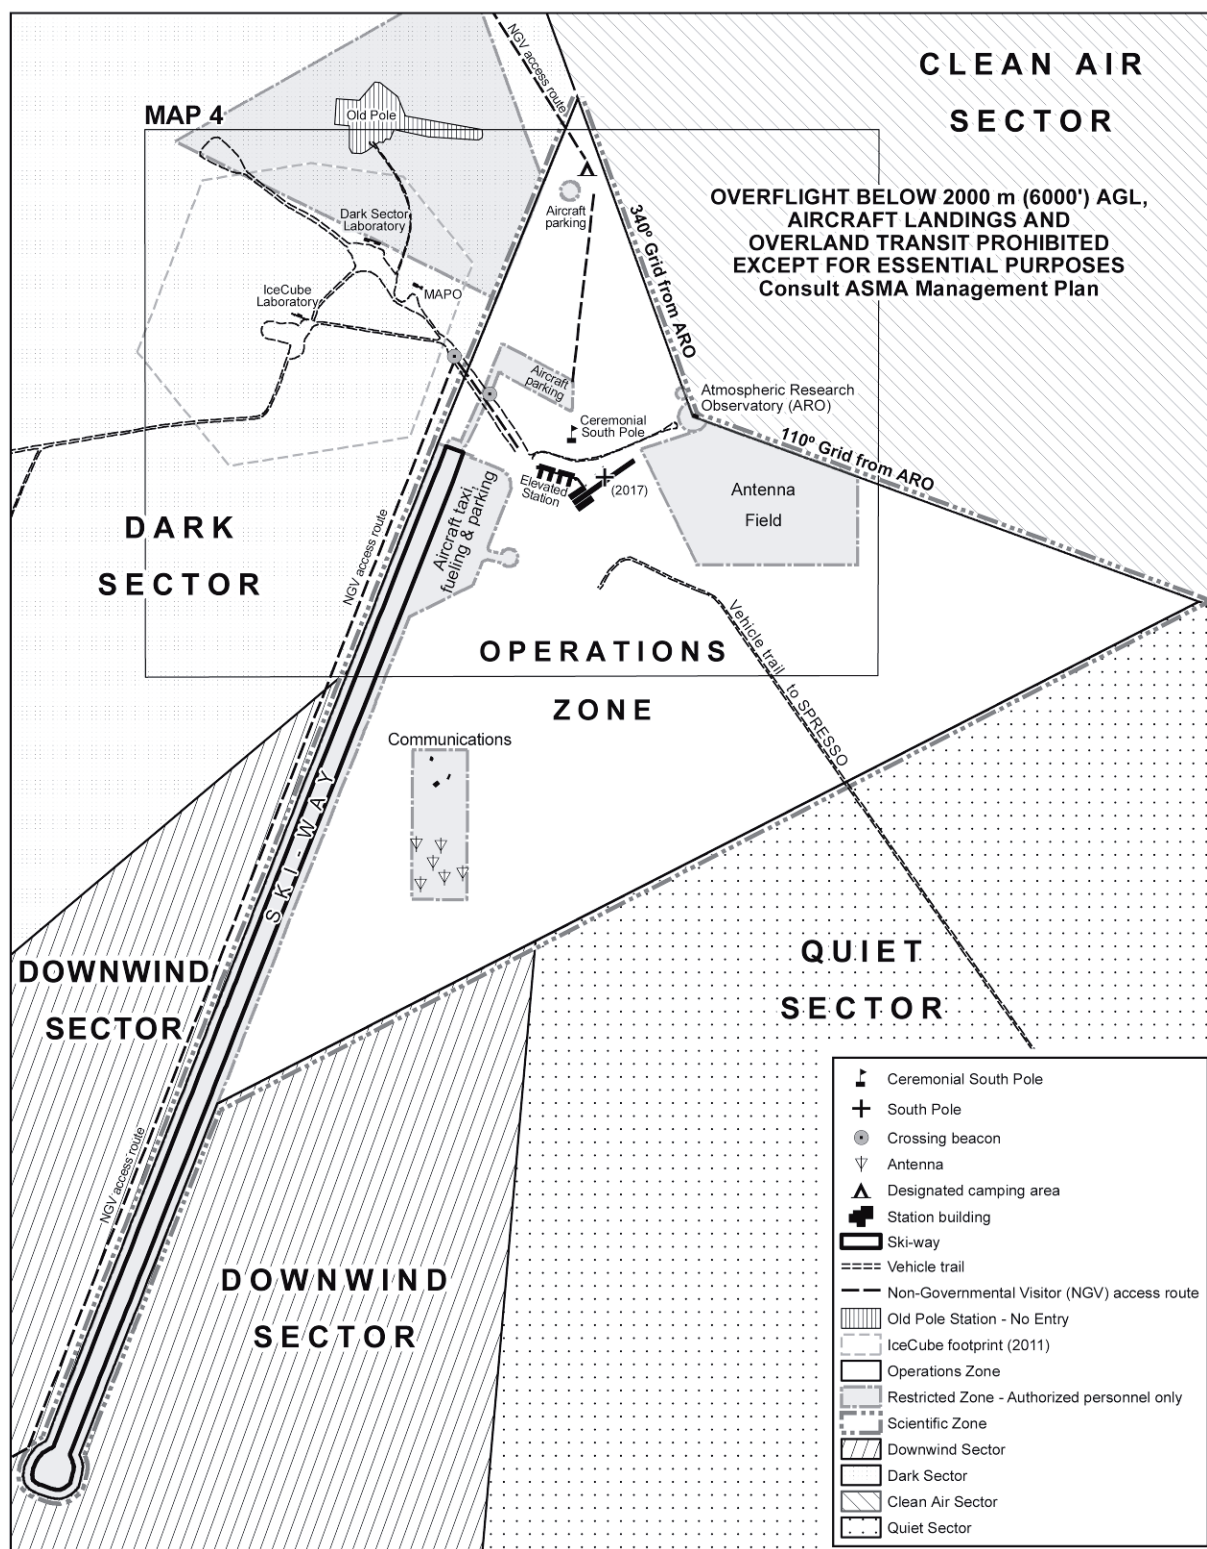 NGV access route
CLEAN AIR
SECTOR
MAP 4
Old Pole
OVERFLIGHT BELOW 2000 m (6000') AGL,
AIRCRAFT LANDINGS AND
OVERLAND TRANSIT PROHIBITED
EXCEPT FOR ESSENTIAL PURPOSES
Consult ASMA Management Plan
Aircraft
parking
340º Grid from ARO
Dark Sector
Laboratory
IceCube
Laboratory
MAPO
Aircraft
parking
Atmospheric Research
Observatory (ARO)
Ceremonial
South Pole
110º Grid from ARO
Elevated
Station
(2017)
Antenna
Field
DARK
SECTOR
NGV access route
Aircraft taxi,
fueling & parking
OPERATIONS
ZONE
Vehicle trail to SPRESSO
Communications
SKI-WAY
DOWNWIND
SECTOR
QUIET
SECTOR
NGV access route
DOWNWIND
SECTOR
Ceremonial South Pole
South Pole
Crossing beacon
Antenna
Designated camping area
Station building
Ski-way
Vehicle trail
Non-Governmental Visitor (NGV) access route
Old Pole Station - No Entry
IceCube footprint (2011)
Operations Zone
Restricted Zone - Authorized personnel only
Scientific Zone
Downwind Sector
Dark Sector
Clean Air Sector
Quiet Sector